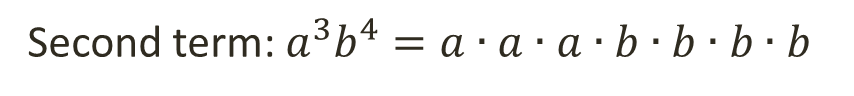 Second term: a³b⁴ = a · a · a · b · b · b · b